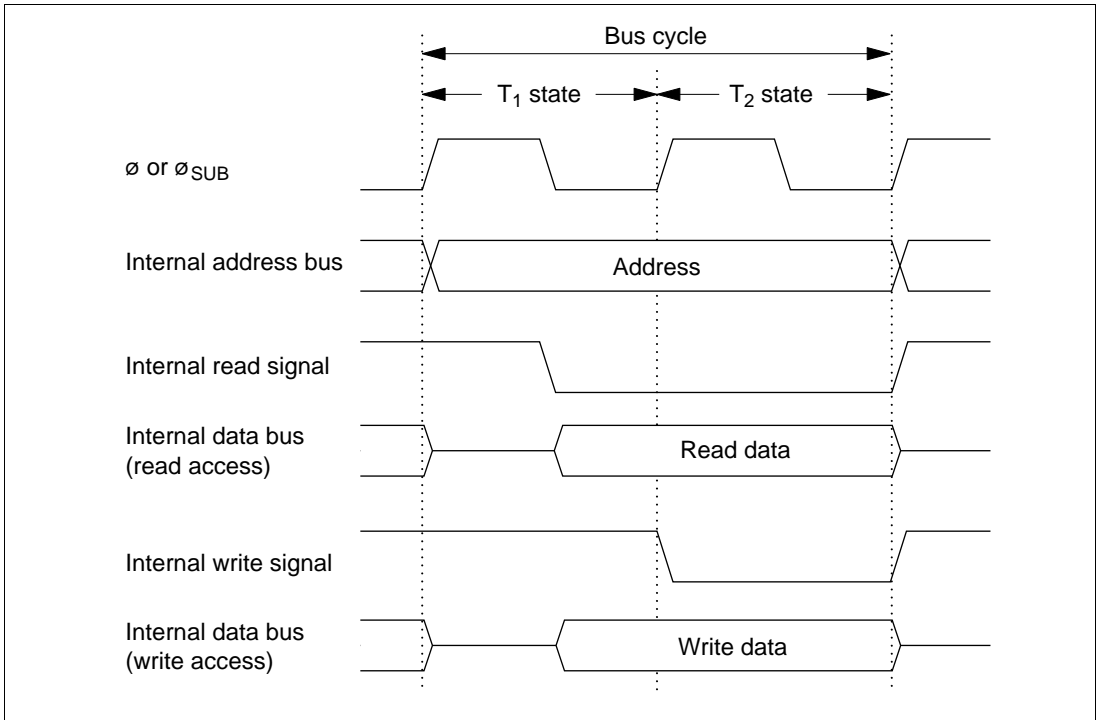 Bus cycle
T₁ state
T₂ state
ø or øSUB
Internal address bus
Address
Internal read signal
Internal data bus
(read access)
Read data
Internal write signal
Internal data bus
(write access)
Write data